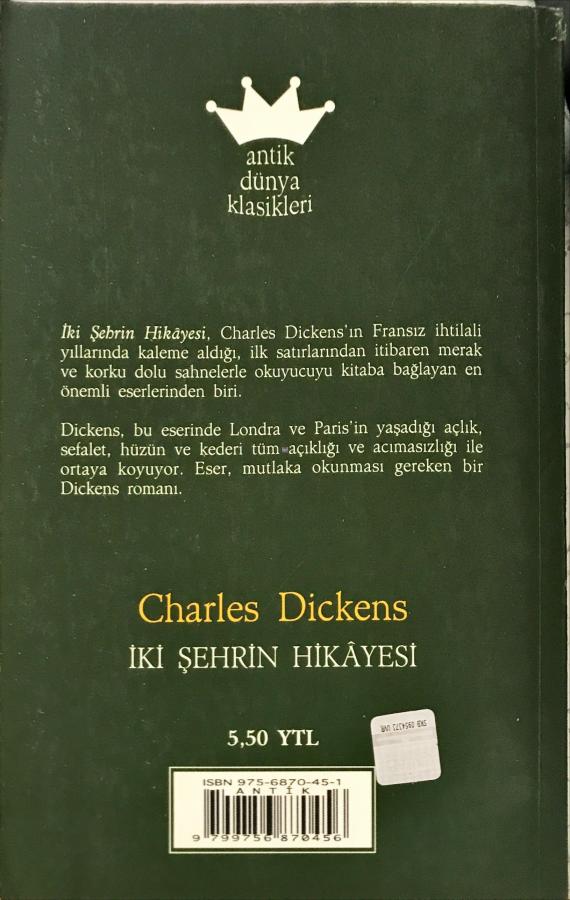 antik
dünya
klasikleri
İki Şehrin Hikâyesi, Charles Dickens'ın Fransız ihtilali
yıllarında kaleme aldığı, ilk satırlarından itibaren merak
ve korku dolu sahnelerle okuyucuyu kitaba bağlayan en
önemli eserlerinden biri.
Dickens, bu eserinde Londra ve Paris'in yaşadığı açlık,
sefalet, hüzün ve kederi tüm açıklığı ve acımasızlığı ile
ortaya koyuyor. Eser, mutlaka okunması gereken bir
Dickens romanı.
Charles Dickens
İKİ ŞEHRİN HİKÂYESİ
5,50 YTL
SKB 0954373 UVR
ISBN 975-6870-45-1
ANTİK
9 799756 870456